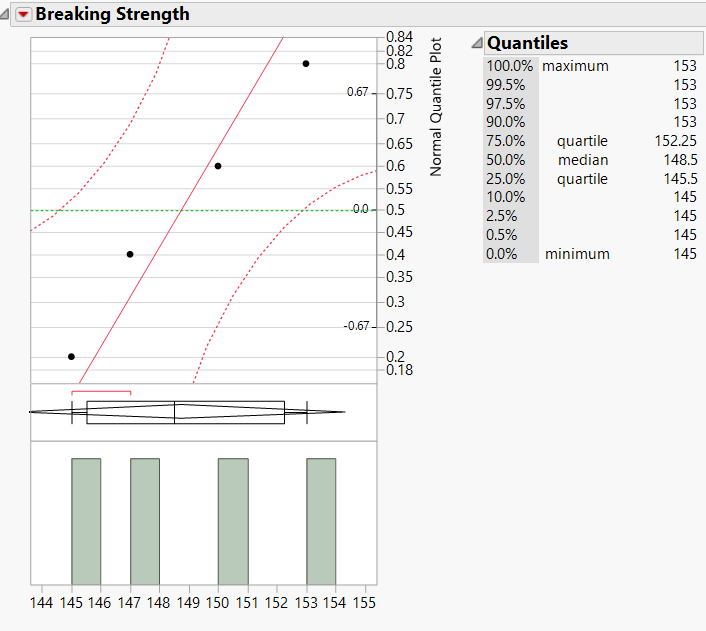 Breaking Strength
0.84
0.82
0.8
0.67
0.75
0.7
0.65
0.6
0.55
0.0
0.5
0.45
0.4
0.35
0.3
-0.67
0.25
0.2
0.18
Normal Quantile Plot
144 145 146 147 148 149 150 151 152 153 154 155
Quantiles
100.0% maximum 153
99.5% 153
97.5% 153
90.0% 153
75.0% quartile 152.25
50.0% median 148.5
25.0% quartile 145.5
10.0% 145
2.5% 145
0.5% 145
0.0% minimum 145